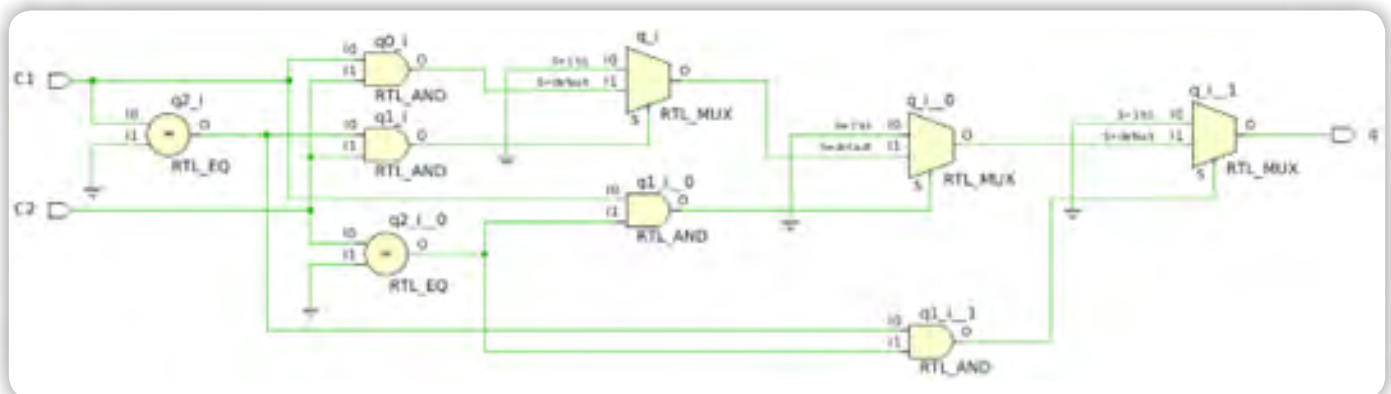 C1
C2
q2_i
I0
I1
O
RTL_EQ
q0_i
I0
I1
O
RTL_AND
q1_i
I0
I1
O
RTL_AND
q2_i__0
I0
I1
O
RTL_EQ
q_i
S=1'b1 I0
S=default I1
O
S
RTL_MUX
q1_i__0
I0
I1
O
RTL_AND
q_i__0
S=1'b1 I0
S=default I1
O
S
RTL_MUX
q1_i__1
I0
I1
O
RTL_AND
q_i__1
S=1'b1 I0
S=default I1
O
S
RTL_MUX
q